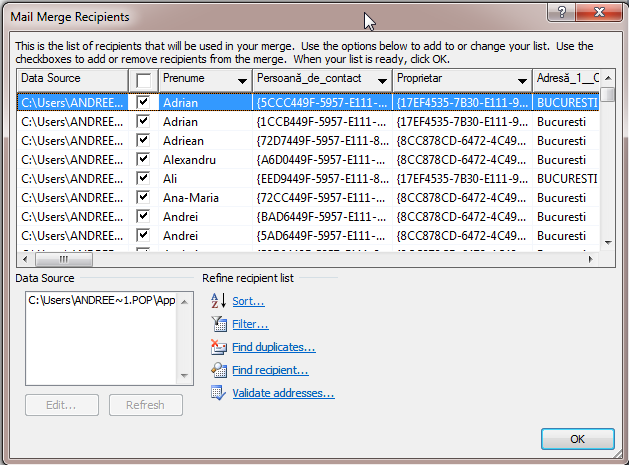 Mail Merge Recipients
This is the list of recipients that will be used in your merge. Use the options below to add to or change your list. Use the
checkboxes to add or remove recipients from the merge. When your list is ready, click OK.
Data Source Prenume Persoană_de_contact Proprietar Adresă_1__O
C:\Users\ANDREE... Adrian {5CCC449F-5957-E111-... {17EF4535-7B30-E111-9... BUCURESTI
C:\Users\ANDREE... Adrian {1CCB449F-5957-E111-... {17EF4535-7B30-E111-9... Bucuresti
C:\Users\ANDREE... Adriean {72D7449F-5957-E111-8... {8CC878CD-6472-4C49... Bucuresti
C:\Users\ANDREE... Alexandru {A6D0449F-5957-E111-... {8CC878CD-6472-4C49... Bucuresti
C:\Users\ANDREE... Ali {EED9449F-5957-E111-8... {17EF4535-7B30-E111-9... BUCURESTI
C:\Users\ANDREE... Ana-Maria {72CC449F-5957-E111-... {8CC878CD-6472-4C49... Bucuresti
C:\Users\ANDREE... Andrei {BAD6449F-5957-E111-... {8CC878CD-6472-4C49... Bucuresti
C:\Users\ANDREE... Andrei {5AD6449F-5957-E111-... {8CC878CD-6472-4C49... Bucuresti
Data Source
C:\Users\ANDREE~1.POP\App
Edit...
Refresh
Refine recipient list
Sort...
Filter...
Find duplicates...
Find recipient...
Validate addresses...
OK